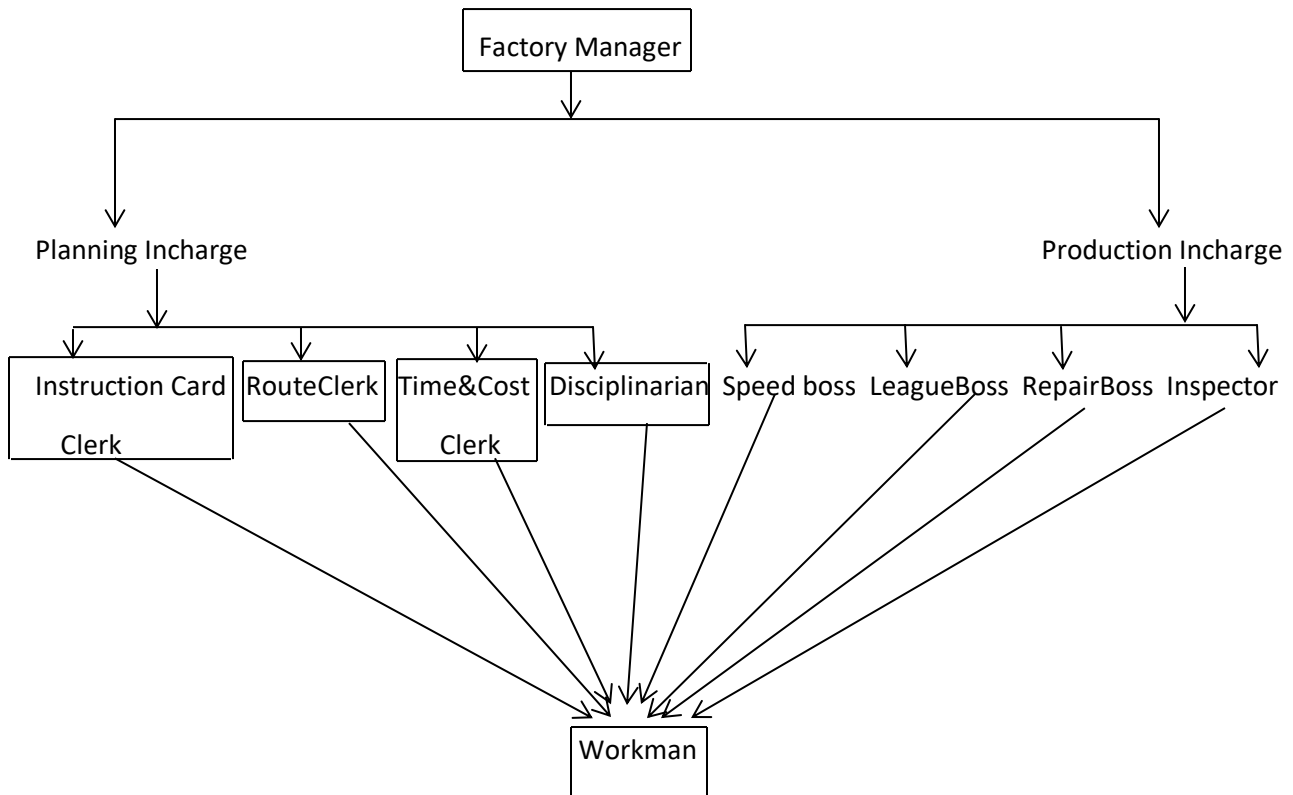 Factory Manager
Planning Incharge
Production Incharge
Instruction Card
Clerk
RouteClerk
Time&Cost
Clerk
Disciplinarian
Speed boss
LeagueBoss
RepairBoss
Inspector
Workman